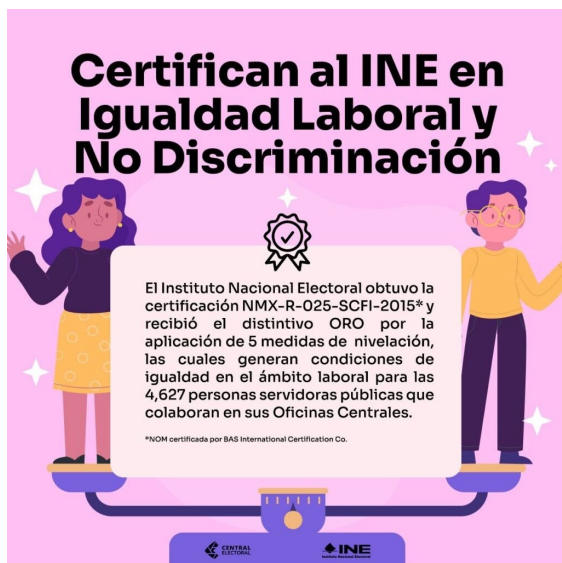 Certifican al INE en
Igualdad Laboral y
No Discriminación
El Instituto Nacional Electoral obtuvo la
certificación NMX-R-025-SCFI-2015* y
recibió el distintivo ORO por la
aplicación de 5 medidas de nivelación,
las cuales generan condiciones de
igualdad en el ámbito laboral para las
4,627 personas servidoras públicas que
colaboran en sus Oficinas Centrales.
*NOM certificada por BAS International Certification Co.
CENTRAL
ELECTORAL
INE
Instituto Nacional Electoral